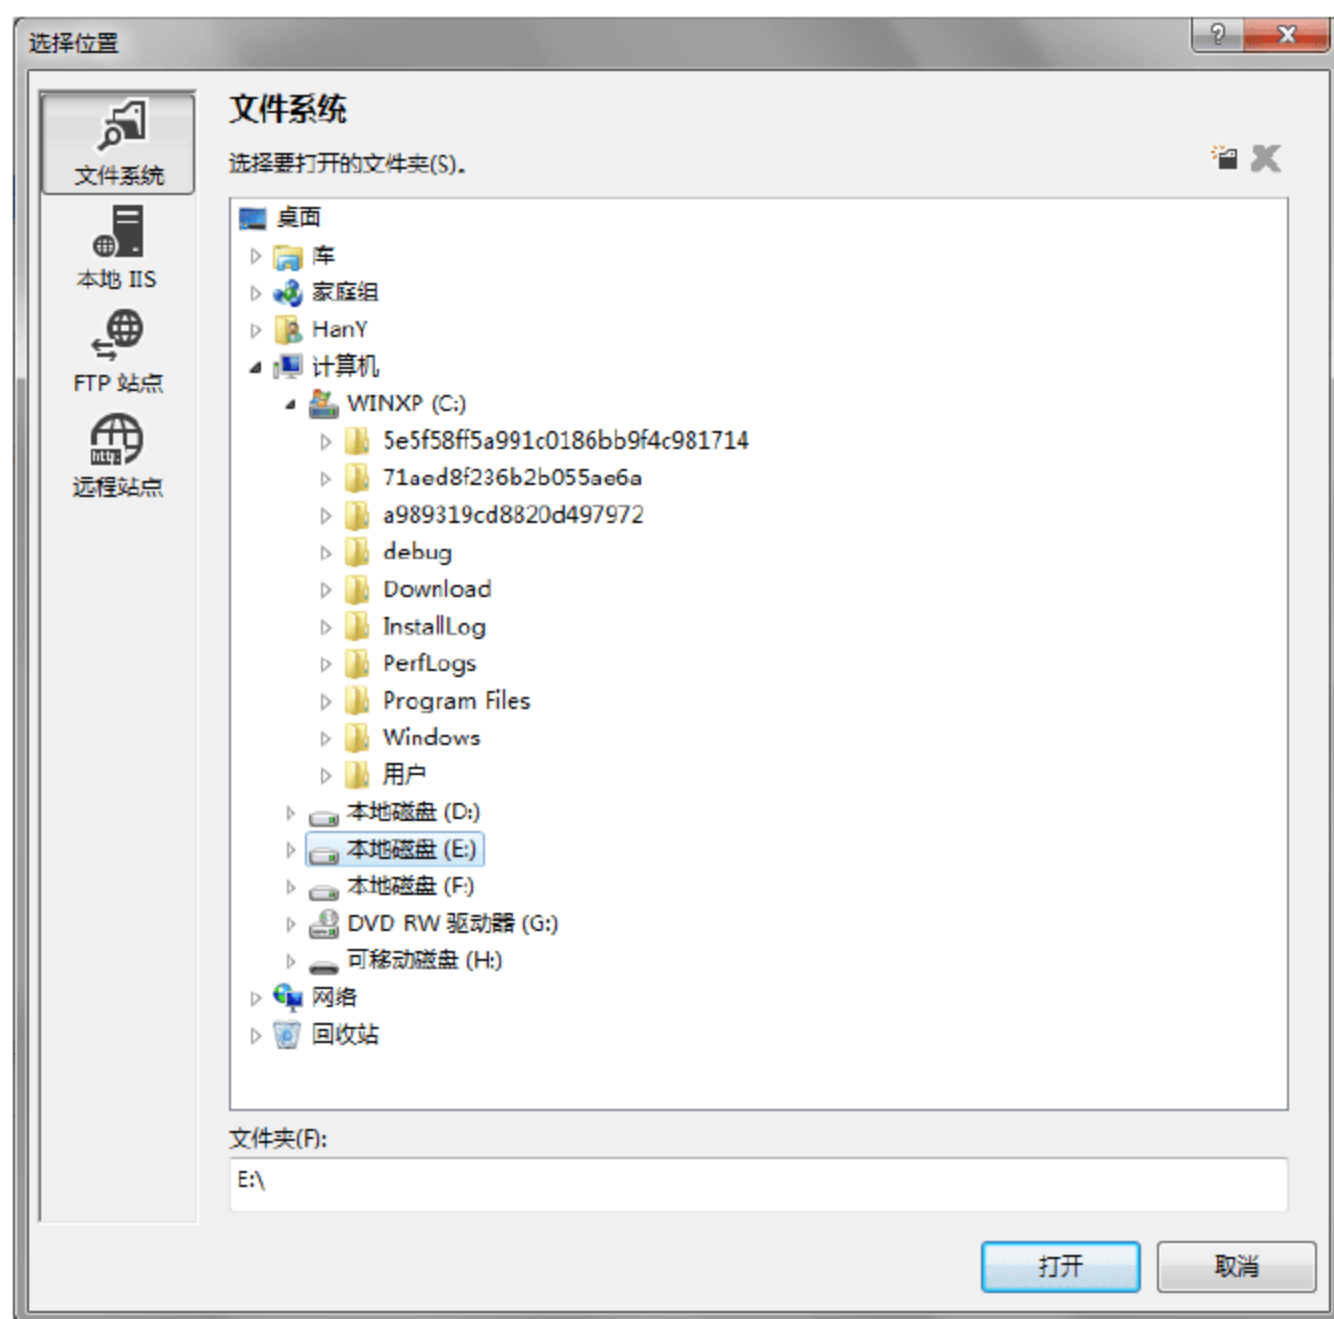 选择位置
文件系统
本地 IIS
FTP 站点
远程站点
文件系统
选择要打开的文件夹(S)。
桌面
库
家庭组
HanY
计算机
WINXP (C:)
5e5f58ff5a991c0186bb9f4c981714
71aed8f236b2b055ae6a
a989319cd8820d497972
debug
Download
InstallLog
PerfLogs
Program Files
Windows
用户
本地磁盘 (D:)
本地磁盘 (E:)
本地磁盘 (F:)
DVD RW 驱动器 (G:)
可移动磁盘 (H:)
网络
回收站
文件夹(F):
E:\
打开 取消